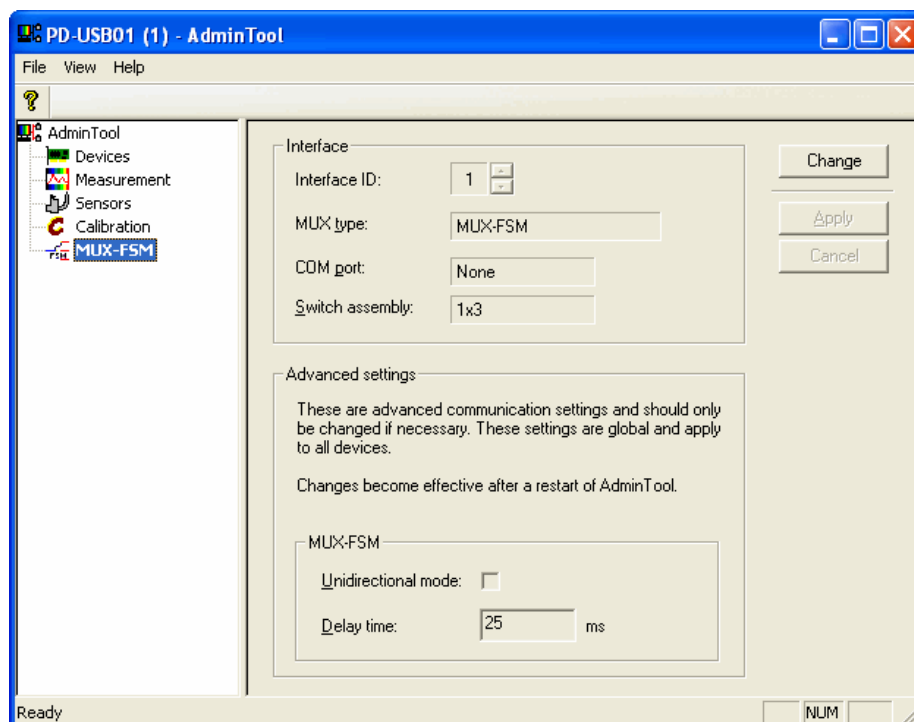 PD-USB01 (1) - AdminTool
File View Help
AdminTool
Devices
Measurement
Sensors
Calibration
MUX-FSM
Interface
Interface ID: 1
MUX type: MUX-FSM
COM port: None
Switch assembly: 1x3
Change
Apply
Cancel
Advanced settings
These are advanced communication settings and should only
be changed if necessary. These settings are global and apply
to all devices.
Changes become effective after a restart of AdminTool.
MUX-FSM
Unidirectional mode:
Delay time: 25 ms
Ready NUM